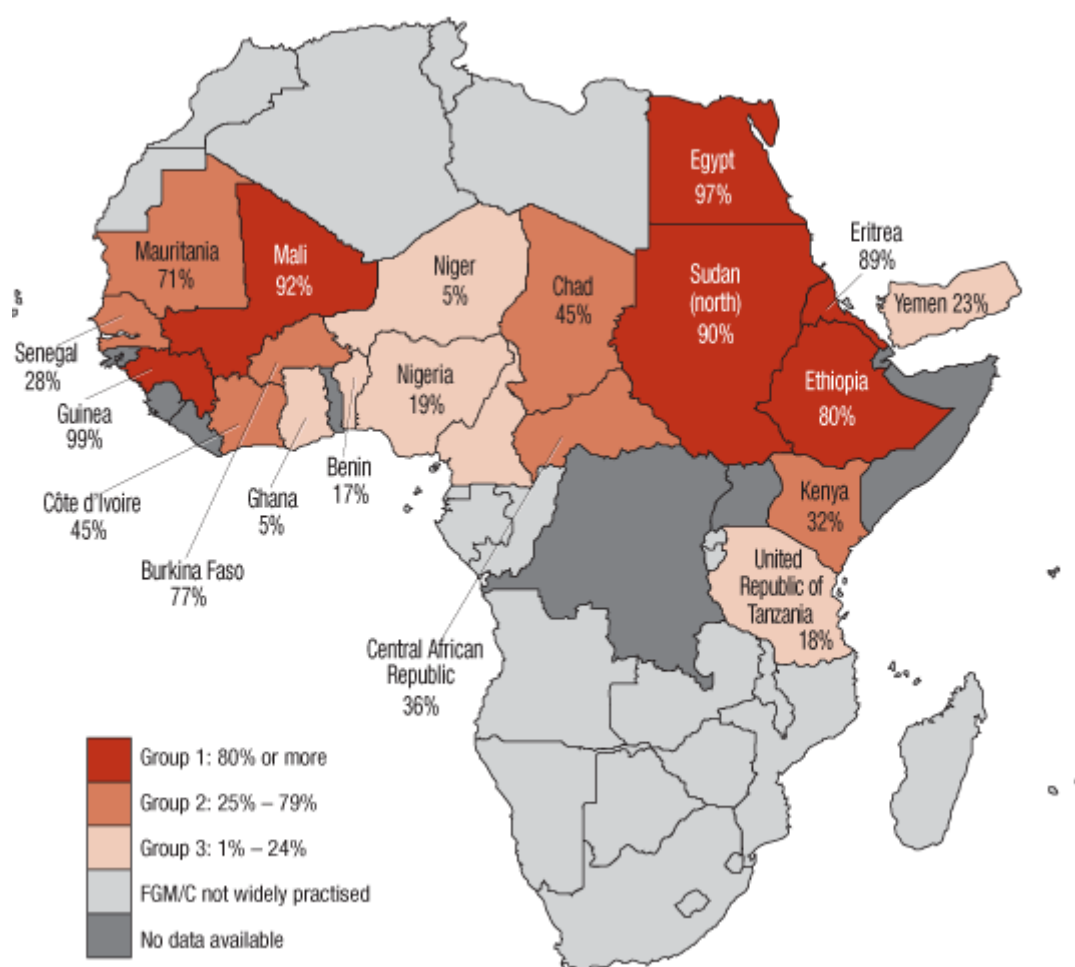 Egypt
97%
Eritrea
89%
Mauritania
71%
Mali
92%
Niger
5%
Chad
45%
Sudan
(north)
90%
Yemen 23%
Senegal
28%
Nigeria
19%
Ethiopia
80%
Guinea
99%
Benin
17%
Côte d'Ivoire
45%
Ghana
5%
Kenya
32%
Burkina Faso
77%
United
Republic of
Tanzania
18%
Central African
Republic
36%
Group 1: 80% or more
Group 2: 25% – 79%
Group 3: 1% – 24%
FGM/C not widely practised
No data available